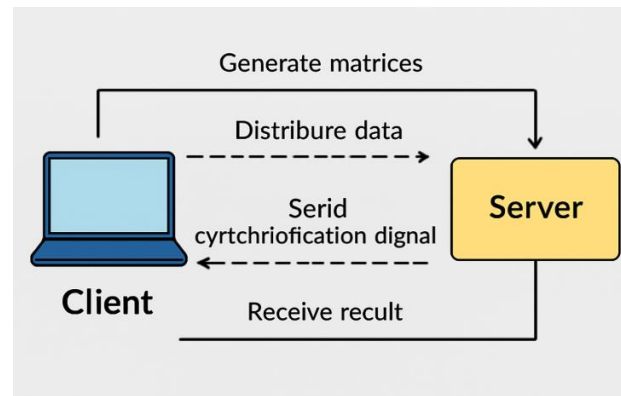 Generate matrices
Distribure data
Serid
cyrtchriofication dignal
Server
Client
Receive recult